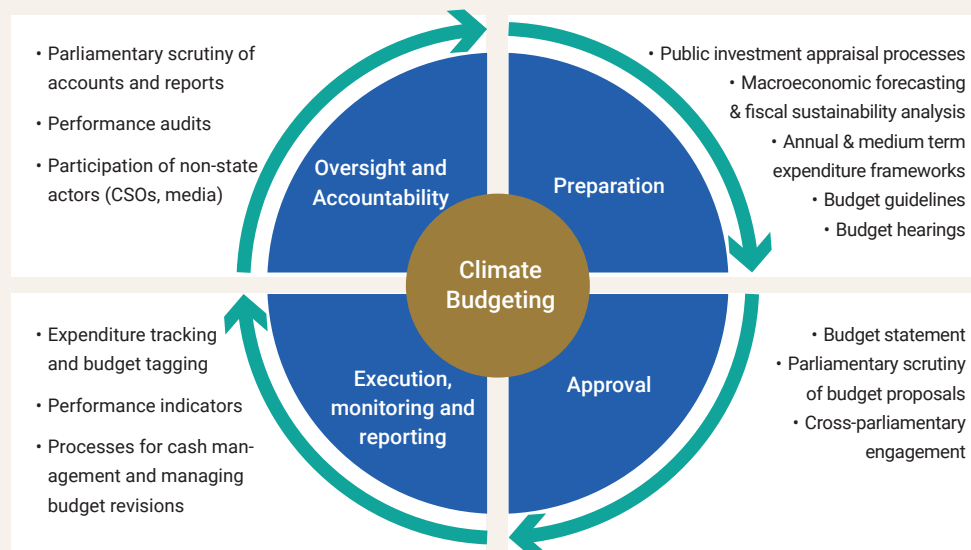 • Parliamentary scrutiny of
accounts and reports
• Performance audits
• Participation of non-state
actors (CSOs, media)
Oversight and
Accountability
Preparation
• Public investment appraisal processes
• Macroeconomic forecasting
& fiscal sustainability analysis
• Annual & medium term
expenditure frameworks
• Budget guidelines
• Budget hearings
Climate
Budgeting
• Expenditure tracking
and budget tagging
• Performance indicators
• Processes for cash man-
agement and managing
budget revisions
Execution,
monitoring and
reporting
Approval
• Budget statement
• Parliamentary scrutiny
of budget proposals
• Cross-parliamentary
engagement